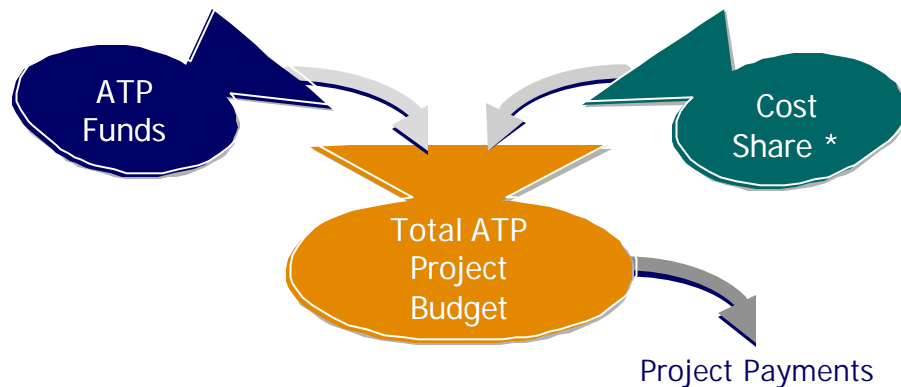 ATP
Funds
Cost
Share *
Total ATP
Project
Budget
Project Payments